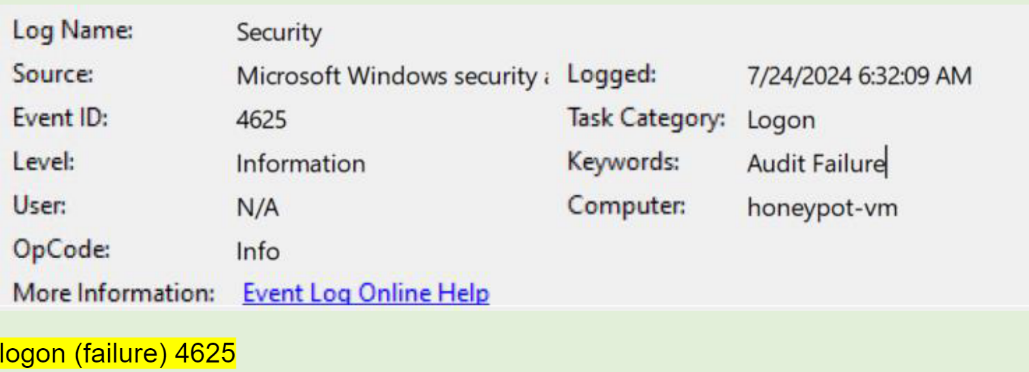 Log Name: Security
Source: Microsoft Windows security Logged: 7/24/2024 6:32:09 AM
Event ID: 4625 Task Category: Logon
Level: Information Keywords: Audit Failure
User: N/A Computer: honeypot-vm
OpCode: Info
More Information: Event Log Online Help
logon (failure) 4625